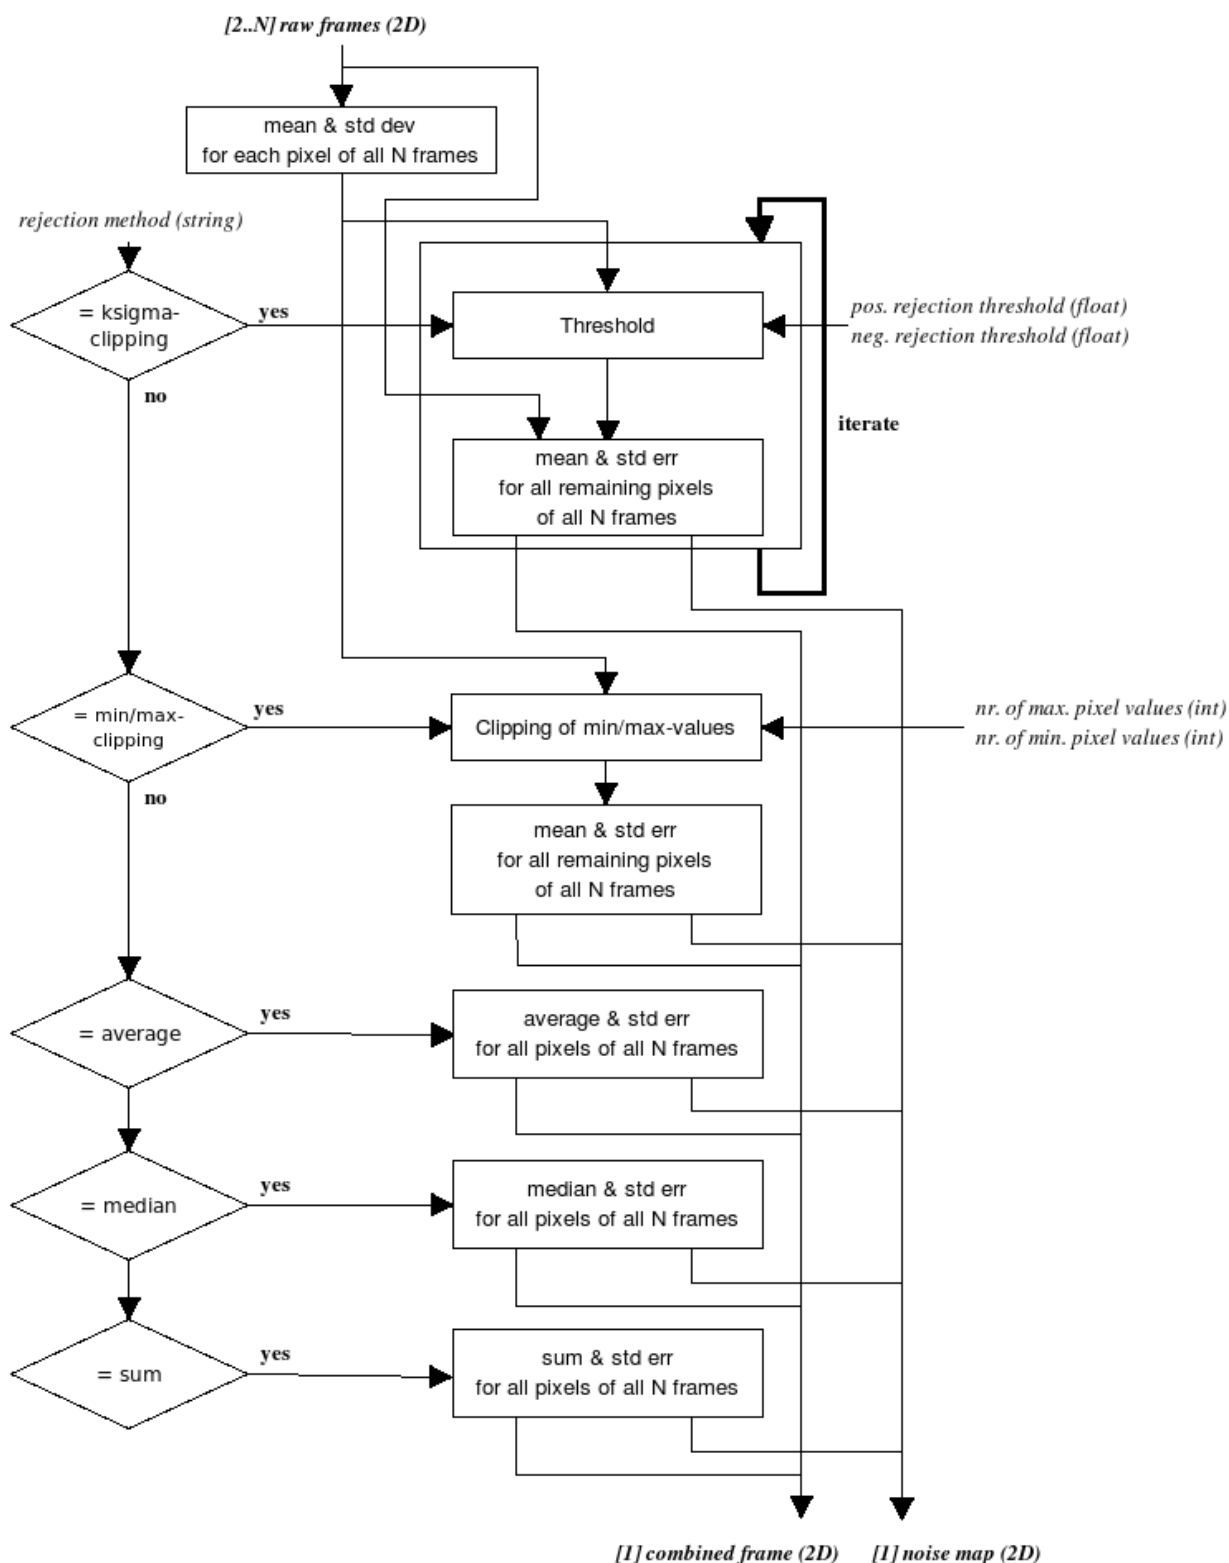 [2..N] raw frames (2D)
mean & std dev
for each pixel of all N frames
rejection method (string)
= ksigma-
clipping
yes
no
Threshold
pos. rejection threshold (float)
neg. rejection threshold (float)
iterate
mean & std err
for all remaining pixels
of all N frames
= min/max-
clipping
yes
no
Clipping of min/max-values
nr. of max. pixel values (int)
nr. of min. pixel values (int)
mean & std err
for all remaining pixels
of all N frames
= average
yes
average & std err
for all pixels of all N frames
= median
yes
median & std err
for all pixels of all N frames
= sum
yes
sum & std err
for all pixels of all N frames
[1] combined frame (2D)
[1] noise map (2D)